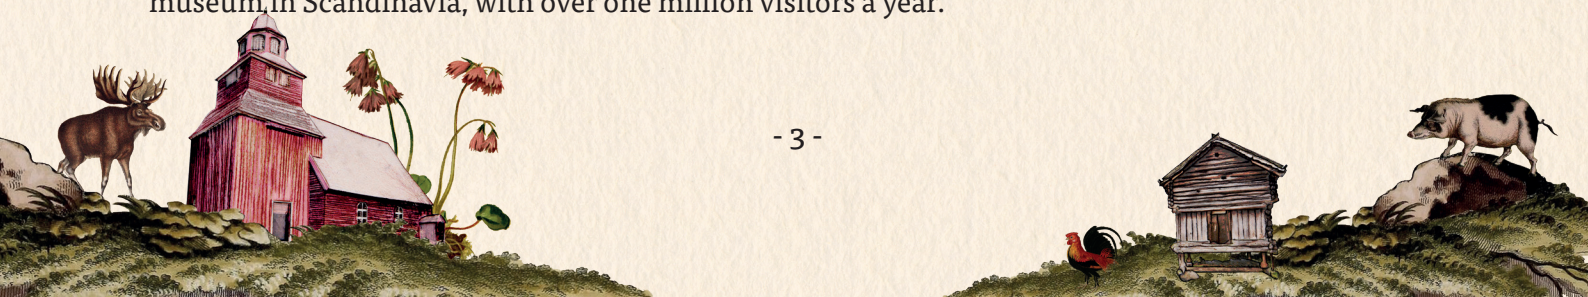 museum in Scandinavia, with over one million visitors a year.
- 3 -